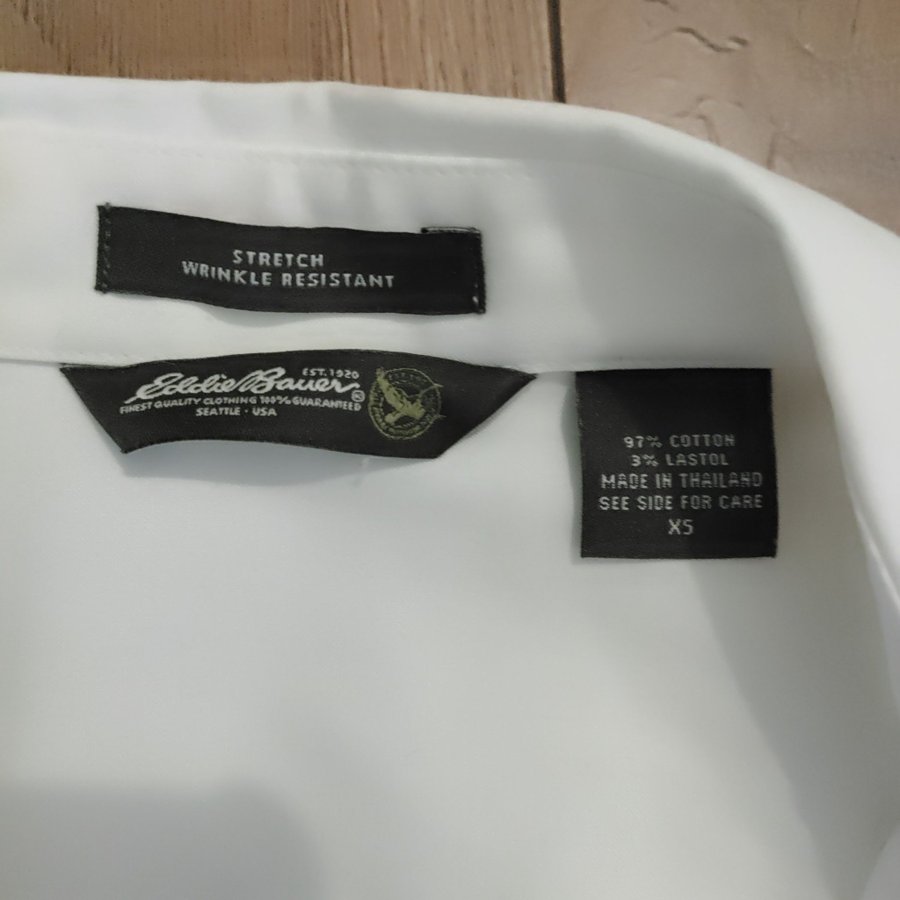 STRETCH
WRINKLE RESISTANT
EST. 1920
Eddie Bauer®
FINEST QUALITY CLOTHING 100% GUARANTEED
SEATTLE · USA
97% COTTON
3% LASTOL
MADE IN THAILAND
SEE SIDE FOR CARE
XS